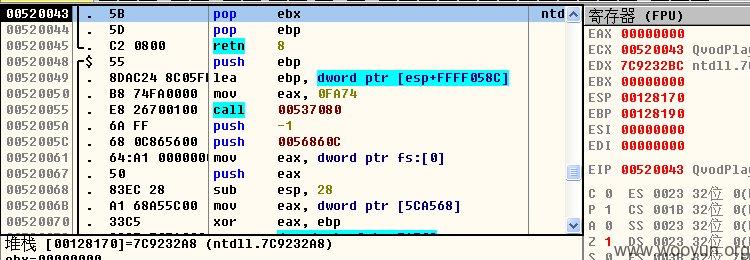 00520043 . 5B pop ebx ntd
00520044 . 5D pop ebp
00520045 . C2 0800 retn 8
00520048 $ 55 push ebp
00520049 . 8DAC24 8C05FF lea ebp, dword ptr [esp+FFFF058C]
00520050 . B8 74FA0000 mov eax, 0FA74
00520055 . E8 26700100 call 00537080
0052005A . 6A FF push -1
0052005C . 68 0C865600 push 0056860C
00520061 . 64:A1 0000000 mov eax, dword ptr fs:[0]
00520067 . 50 push eax
00520068 . 83EC 28 sub esp, 28
0052006B . A1 68A55C00 mov eax, dword ptr [5CA568]
00520070 . 33C5 xor eax, ebp
堆栈 [00128170]=7C9232A8 (ntdll.7C9232A8)
ebx=00000000
寄存器 (FPU)
EAX 00000000
ECX 00520043 QvodPlag
EDX 7C9232BC ntdll.7
EBX 00000000
ESP 00128170
EBP 00128190
ESI 00000000
EDI 00000000
EIP 00520043 QvodPlag
C 0 ES 0023 32位 0(
P 1 CS 001B 32位 0(
A 0 SS 0023 32位 0(
Z 1 DS 0023 32位 0(
www.wooyun.org